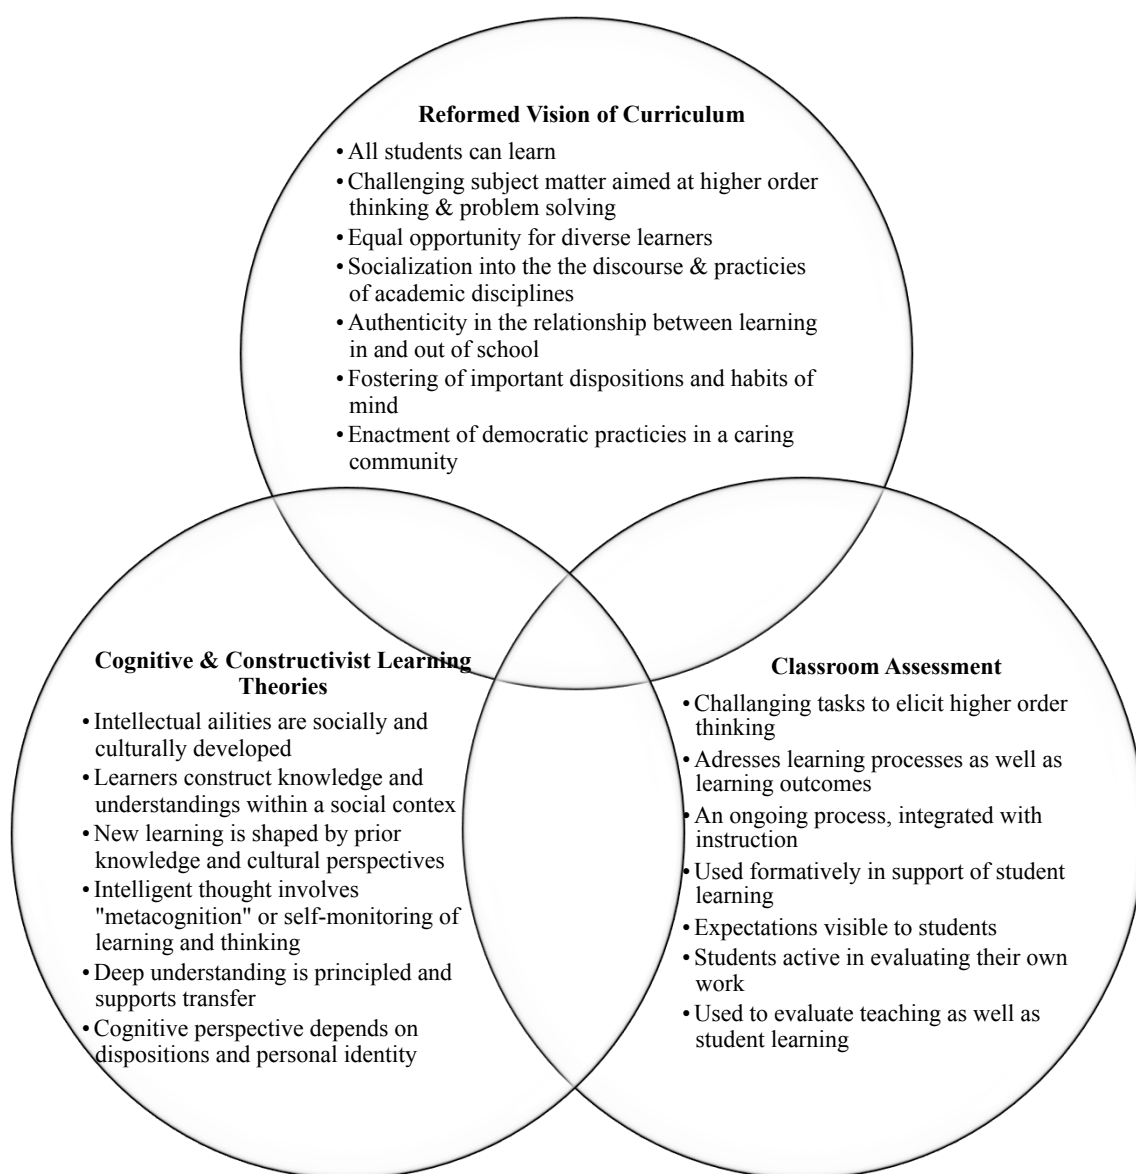 Reformed Vision of Curriculum
• All students can learn
• Challenging subject matter aimed at higher order
thinking & problem solving
• Equal opportunity for diverse learners
• Socialization into the the discourse & practicies
of academic disciplines
• Authenticity in the relationship between learning
in and out of school
• Fostering of important dispositions and habits of
mind
• Enactment of democratic practicies in a caring
community
Cognitive & Constructivist Learning
Theories
• Intellectual ailities are socially and
culturally developed
• Learners construct knowledge and
understandings within a social contex
• New learning is shaped by prior
knowledge and cultural perspectives
• Intelligent thought involves
"metacognition" or self-monitoring of
learning and thinking
• Deep understanding is principled and
supports transfer
• Cognitive perspective depends on
dispositions and personal identity
Classroom Assessment
• Challanging tasks to elicit higher order
thinking
• Adresses learning processes as well as
learning outcomes
• An ongoing process, integrated with
instruction
• Used formatively in support of student
learning
• Expectations visible to students
• Students active in evaluating their own
work
• Used to evaluate teaching as well as
student learning